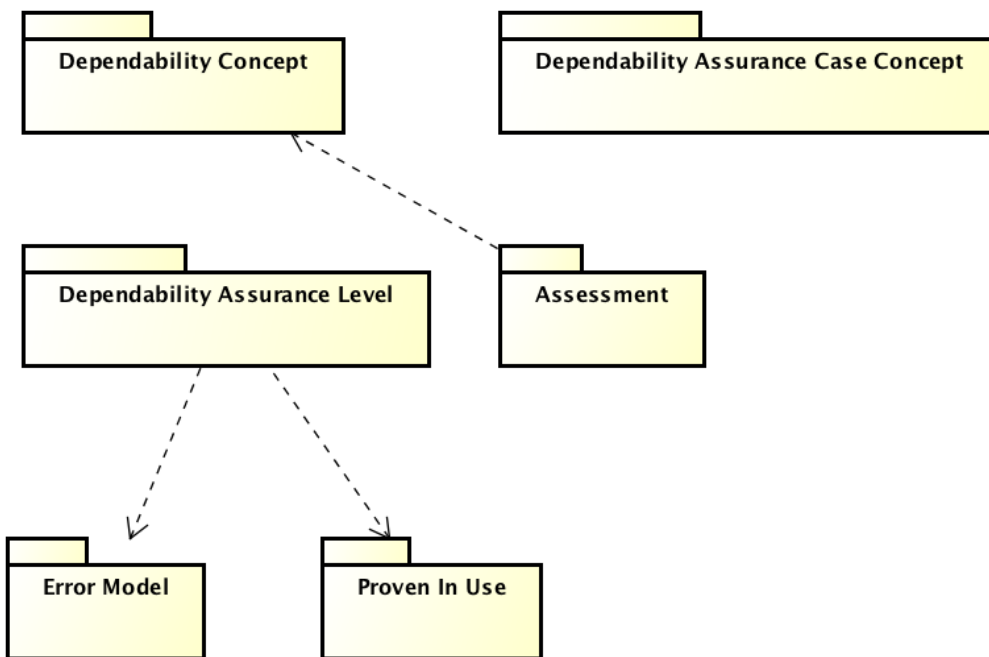 Dependability Concept
Dependability Assurance Case Concept
Dependability Assurance Level
Assessment
Error Model
Proven In Use